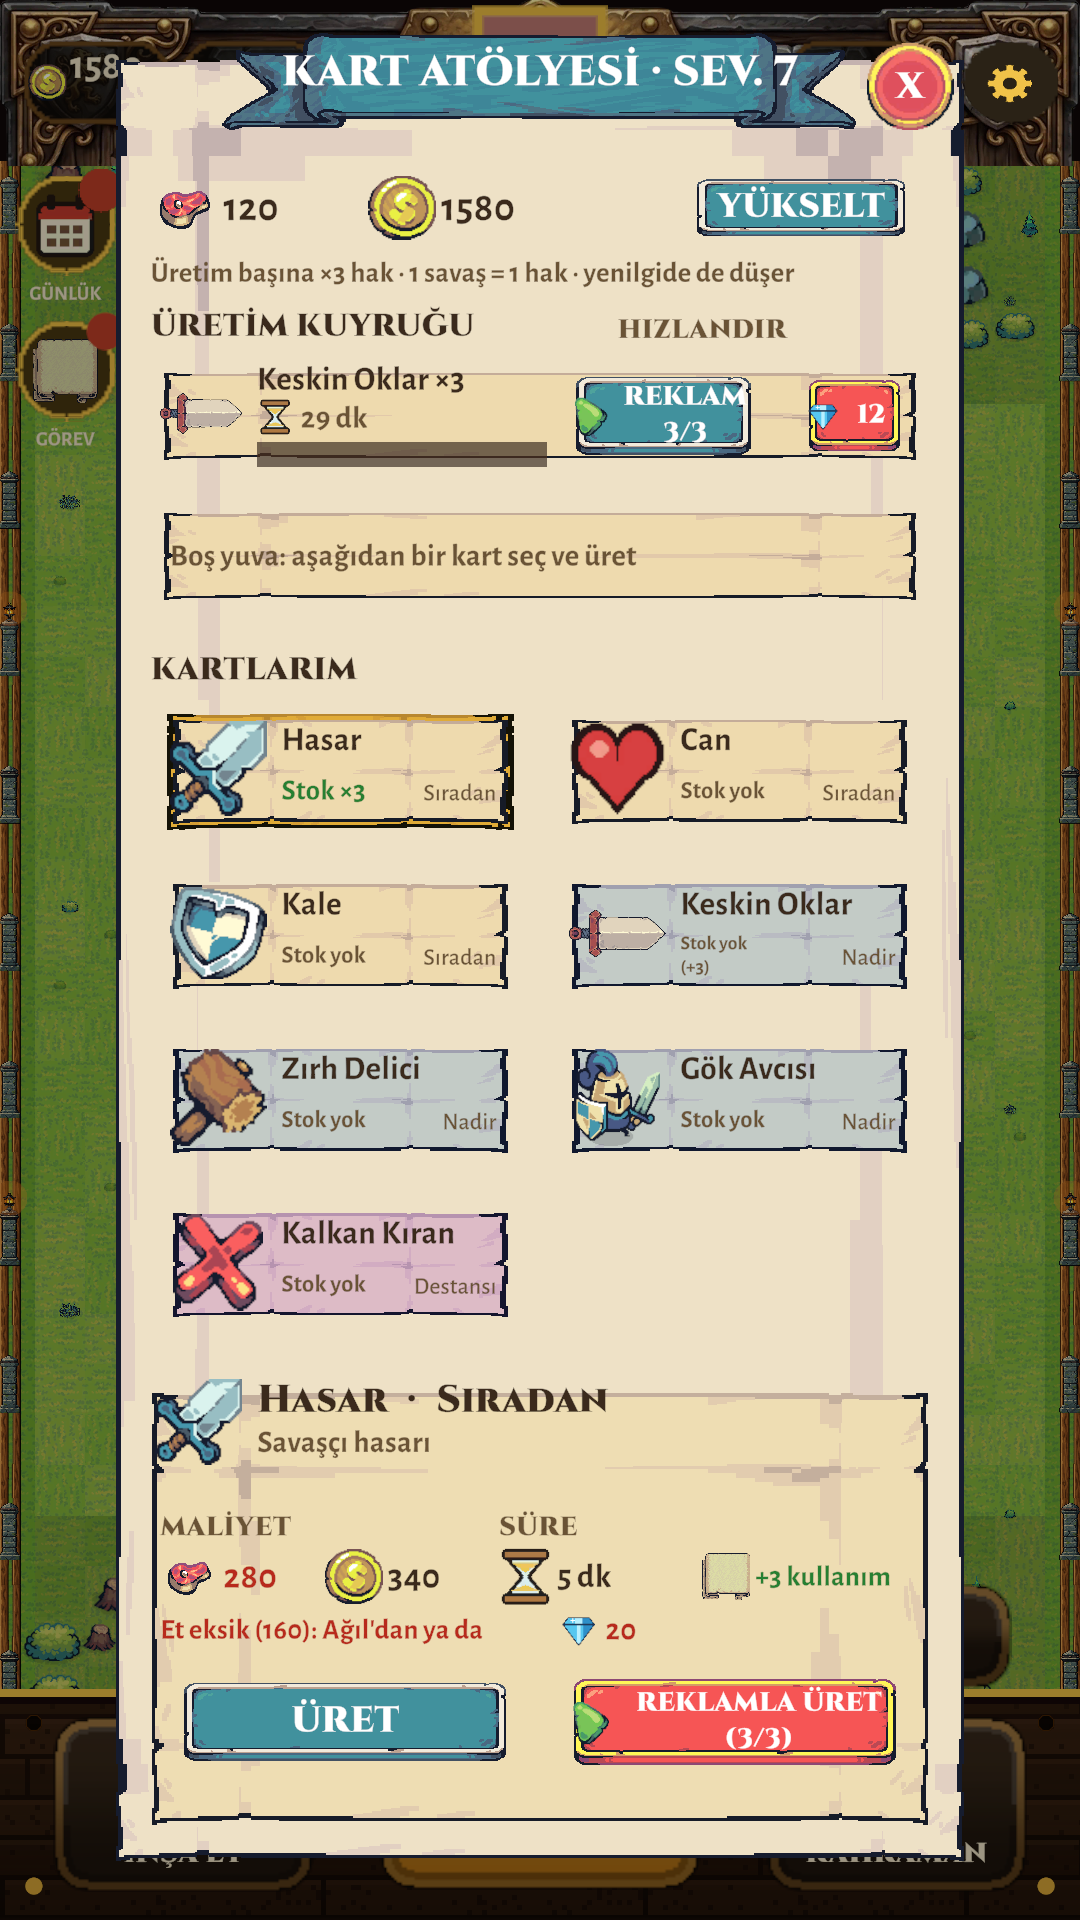 158
KART ATÖLYESİ · SEV. 7
X
120
1580
YÜKSELT
Üretim başına ×3 hak · 1 savaş = 1 hak · yenilgide de düşer
GÜNLÜK
ÜRETİM KUYRUĞU
HIZLANDIR
Keskin Oklar ×3
29 dk
REKLAM
3/3
12
GÖREV
Boş yuva: aşağıdan bir kart seç ve üret
KARTLARIM
Hasar
Stok ×3
Sıradan
Can
Stok yok
Sıradan
Kale
Stok yok
Sıradan
Keskin Oklar
Stok yok
(+3)
Nadir
Zırh Delici
Stok yok
Nadir
Gök Avcısı
Stok yok
Nadir
Kalkan Kıran
Stok yok
Destansı
Hasar · Sıradan
Savaşçı hasarı
MALİYET
SÜRE
280
340
5 dk
+3 kullanım
Et eksik (160): Ağıl'dan ya da
20
ÜRET
REKLAMLA ÜRET
(3/3)